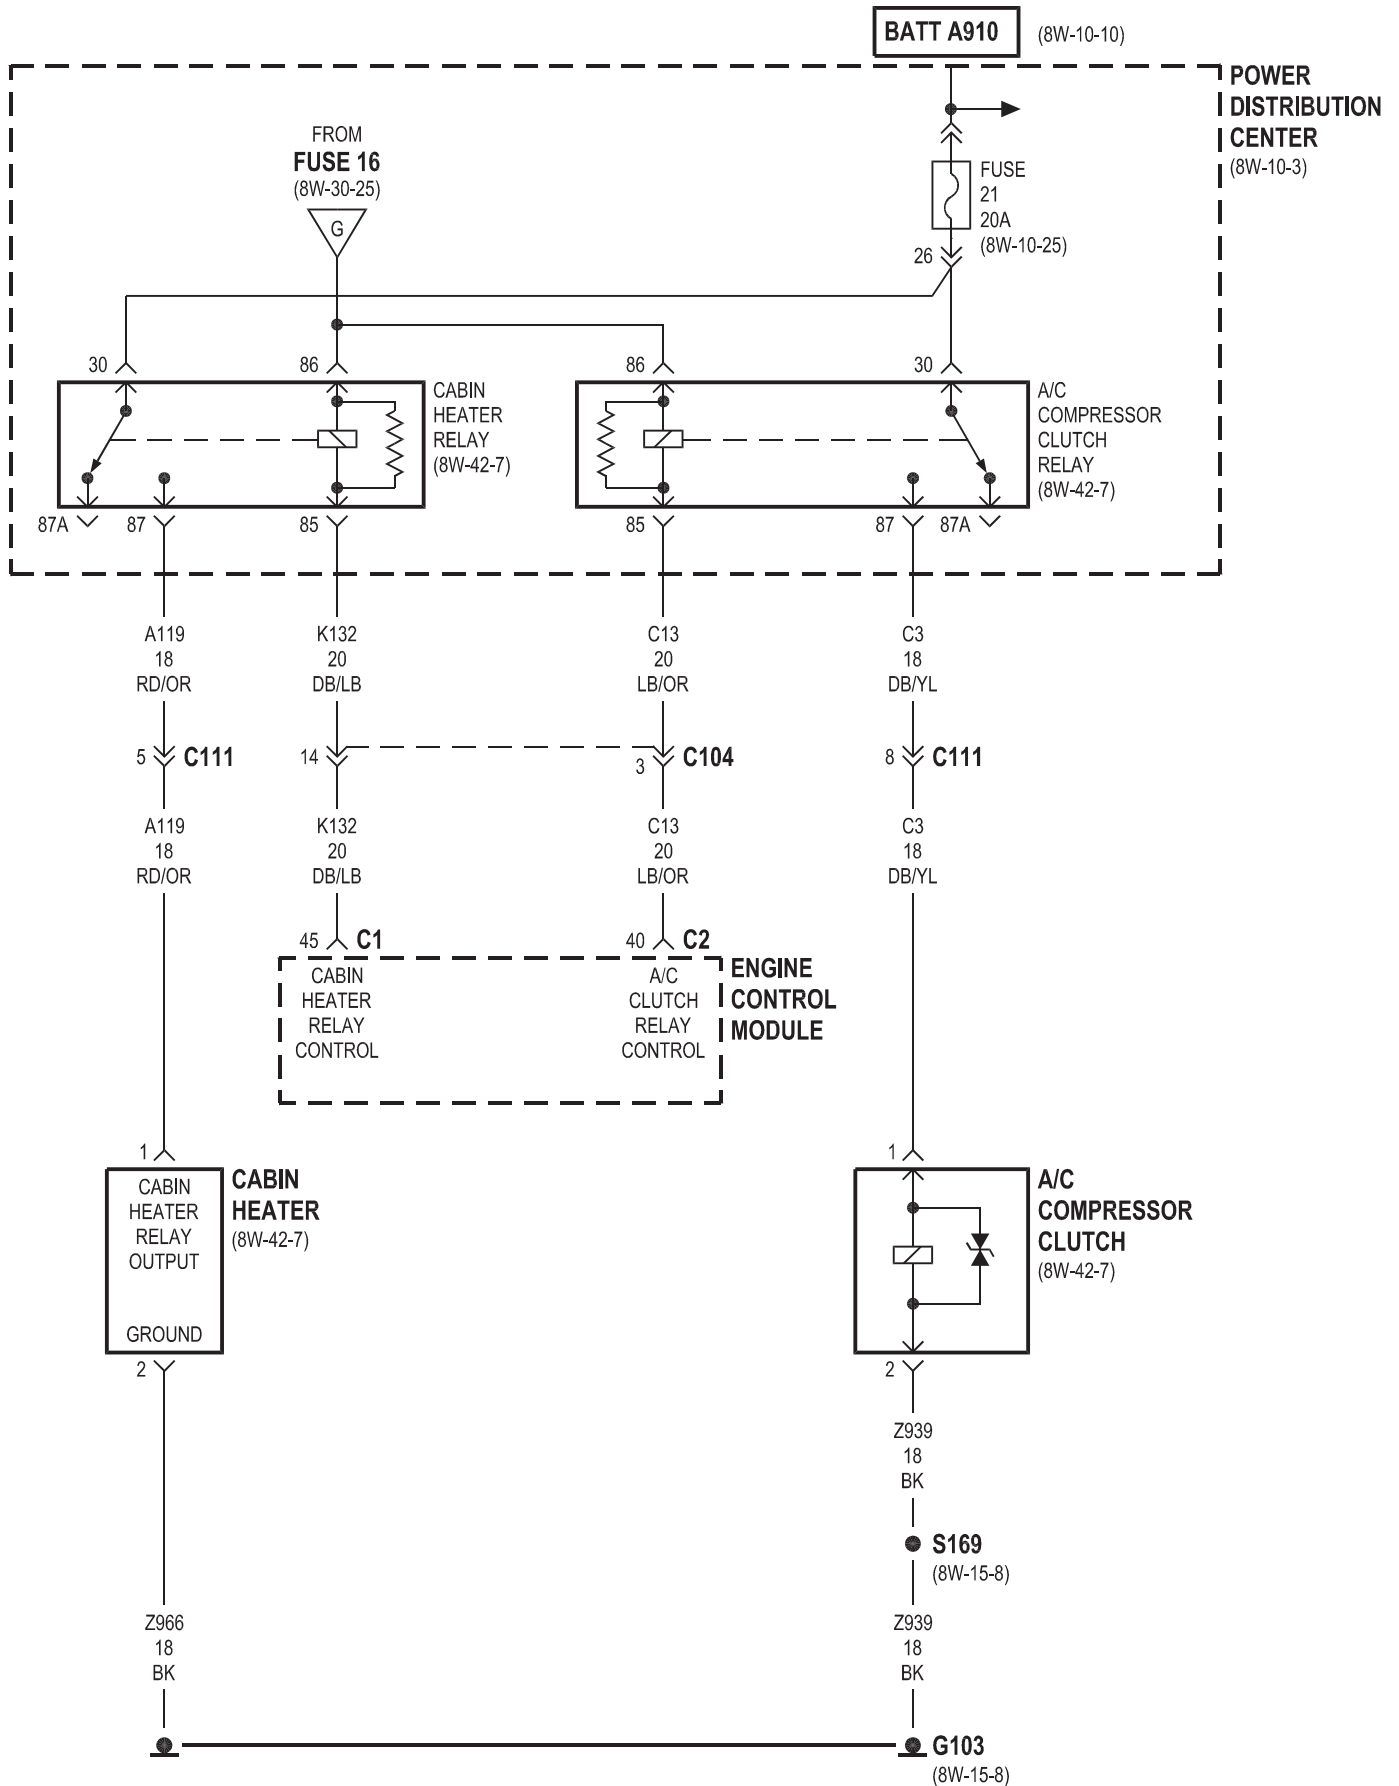 BATT A910 (8W-10-10)
POWER
DISTRIBUTION
CENTER
(8W-10-3)
FROM
FUSE 16
(8W-30-25)
G
FUSE
21
20A
(8W-10-25)
26
30
86
86
30
CABIN
HEATER
RELAY
(8W-42-7)
A/C
COMPRESSOR
CLUTCH
RELAY
(8W-42-7)
87A
87
85
85
87
87A
A119
18
RD/OR
K132
20
DB/LB
C13
20
LB/OR
C3
18
DB/YL
5 C111
14
3 C104
8 C111
A119
18
RD/OR
K132
20
DB/LB
C13
20
LB/OR
C3
18
DB/YL
45 C1
40 C2
CABIN
HEATER
RELAY
CONTROL
A/C
CLUTCH
RELAY
CONTROL
ENGINE
CONTROL
MODULE
1
CABIN
HEATER
RELAY
OUTPUT
GROUND
CABIN
HEATER
(8W-42-7)
2
1
A/C
COMPRESSOR
CLUTCH
(8W-42-7)
2
Z939
18
BK
S169
(8W-15-8)
Z966
18
BK
Z939
18
BK
G103
(8W-15-8)